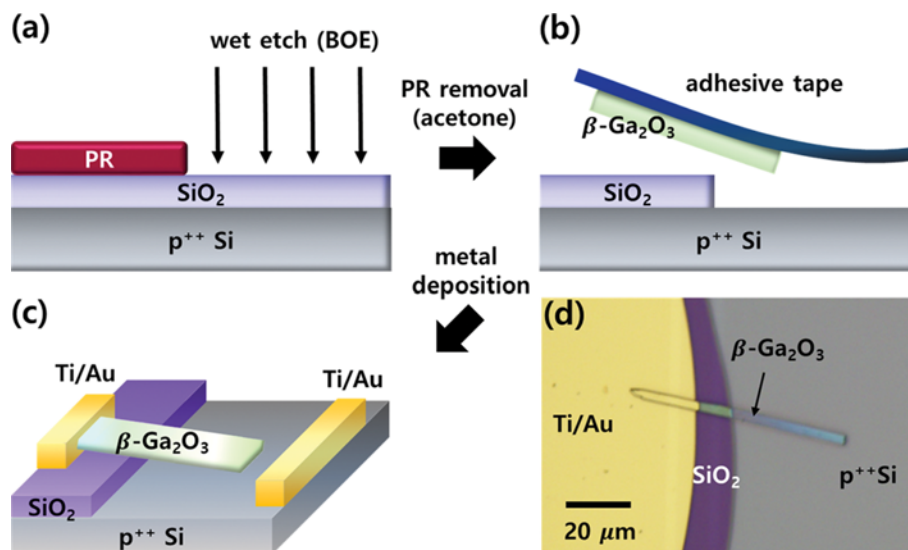 (a)
wet etch (BOE)
PR
SiO₂
p⁺⁺ Si
PR removal
(acetone)
(b)
adhesive tape
β-Ga₂O₃
SiO₂
p⁺⁺ Si
metal
deposition
(c)
Ti/Au
Ti/Au
β-Ga₂O₃
SiO₂
p⁺⁺ Si
(d)
β-Ga₂O₃
Ti/Au
SiO₂
p⁺⁺Si
20 μm